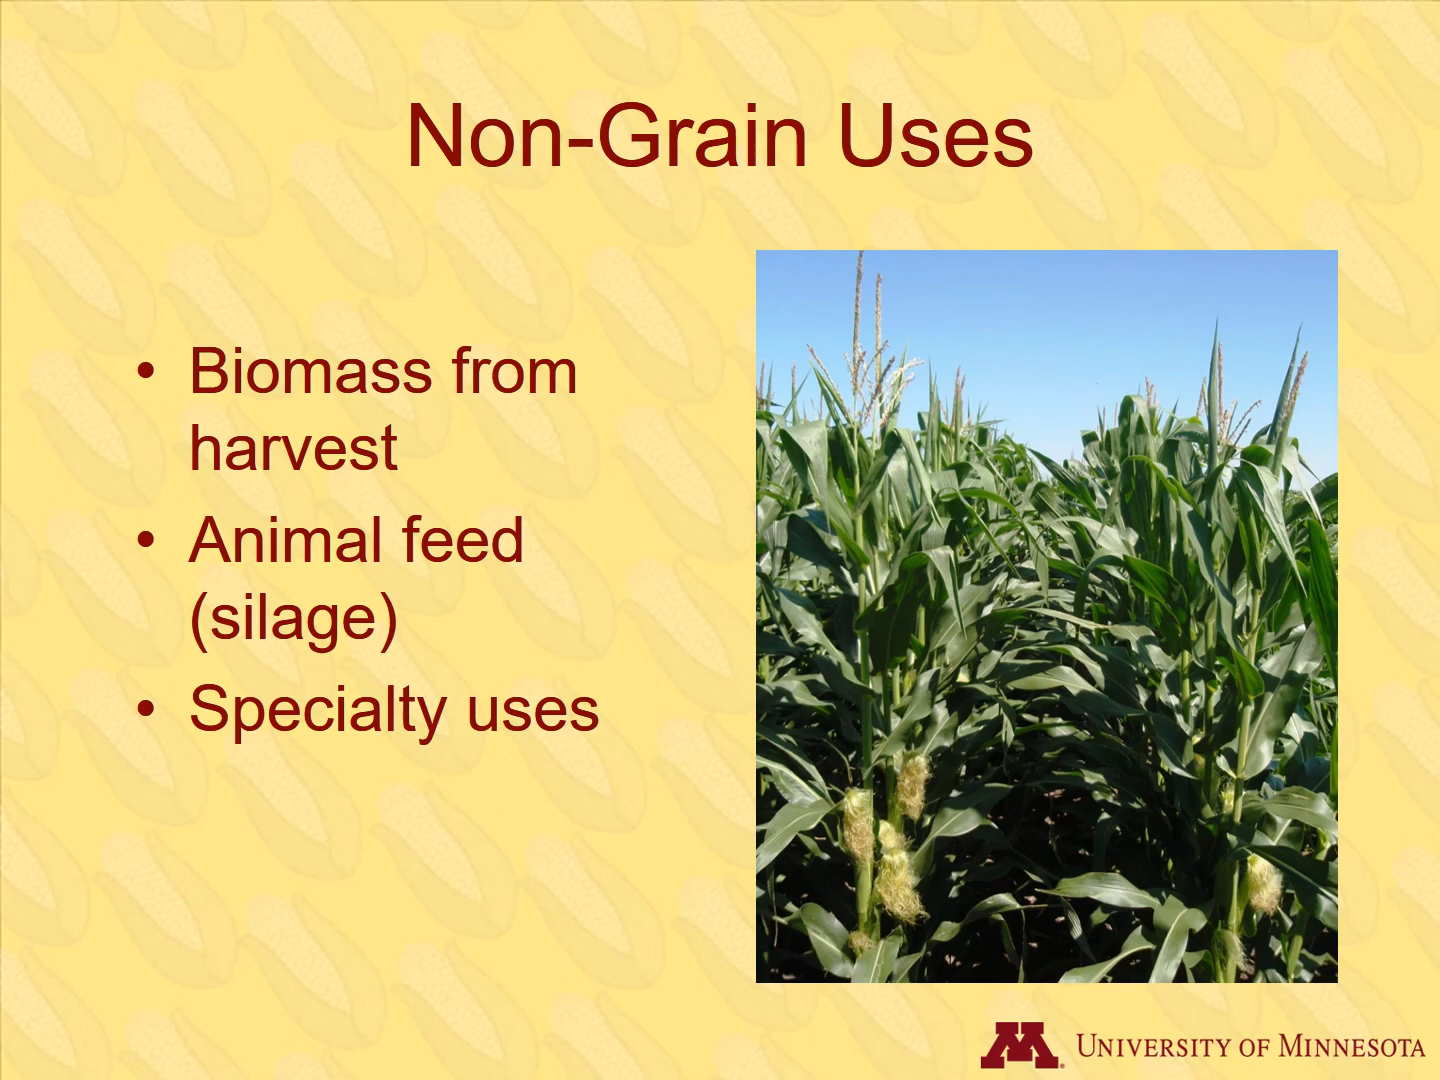 Non-Grain Uses
• Biomass from
harvest
• Animal feed
(silage)
• Specialty uses
M
UNIVERSITY OF MINNESOTA